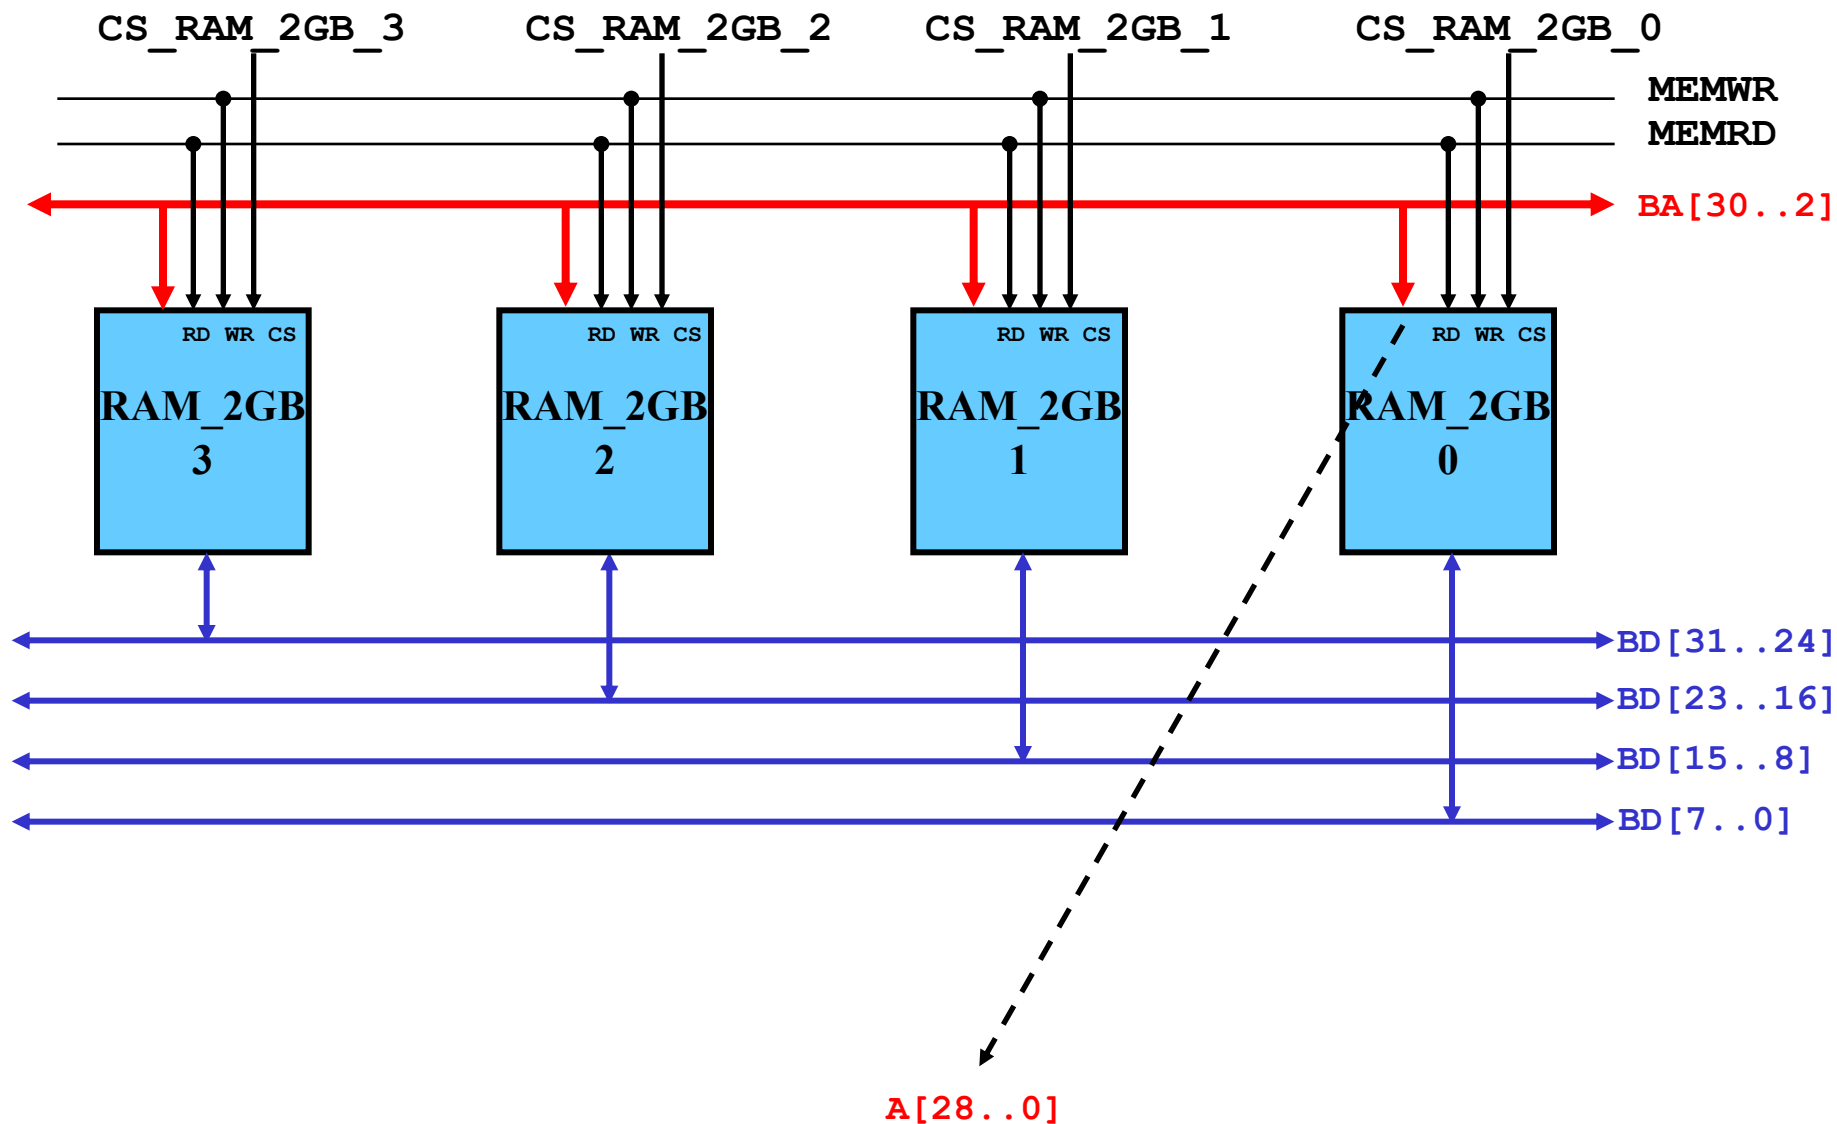 CS_RAM_2GB_3 CS_RAM_2GB_2 CS_RAM_2GB_1 CS_RAM_2GB_0
MEMWR
MEMRD
BA[30..2]
RD WR CS RD WR CS RD WR CS RD WR CS
RAM_2GB RAM_2GB RAM_2GB RAM_2GB
3 2 1 0
BD[31..24]
BD[23..16]
BD[15..8]
BD[7..0]
A[28..0]